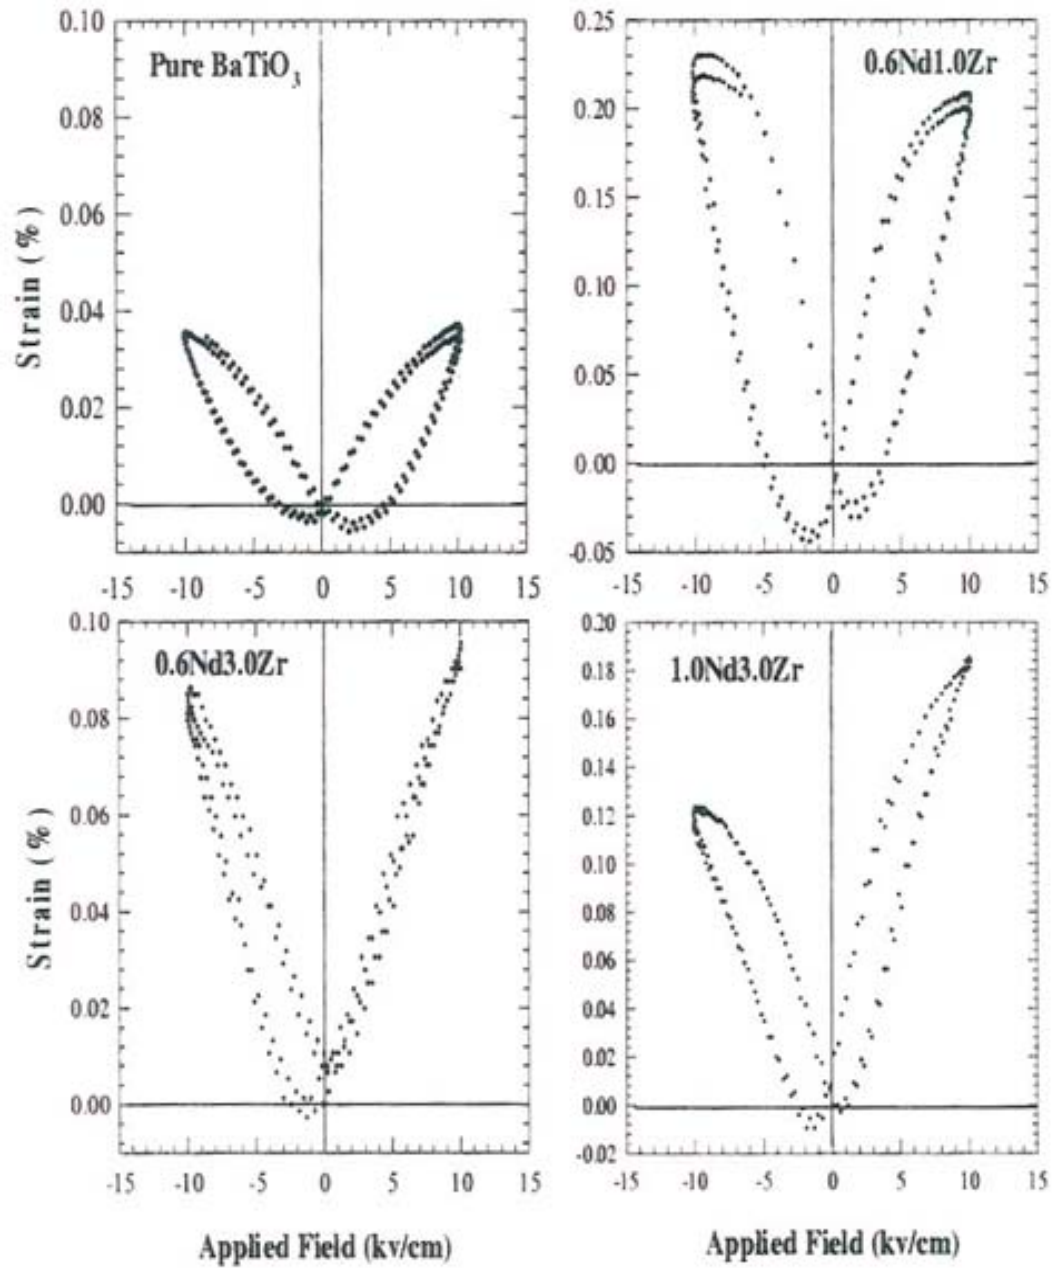 Pure BaTiO3
0.10
0.08
0.06
0.04
0.02
0.00
Strain (%)
-15 -10 -5 0 5 10 15
0.6Nd1.0Zr
0.25
0.20
0.15
0.10
0.05
0.00
-0.05
-15 -10 -5 0 5 10 15
0.6Nd3.0Zr
0.10
0.08
0.06
0.04
0.02
0.00
Strain (%)
-15 -10 -5 0 5 10 15
Applied Field (kv/cm)
1.0Nd3.0Zr
0.20
0.18
0.16
0.14
0.12
0.10
0.08
0.06
0.04
0.02
0.00
-0.02
-15 -10 -5 0 5 10 15
Applied Field (kv/cm)